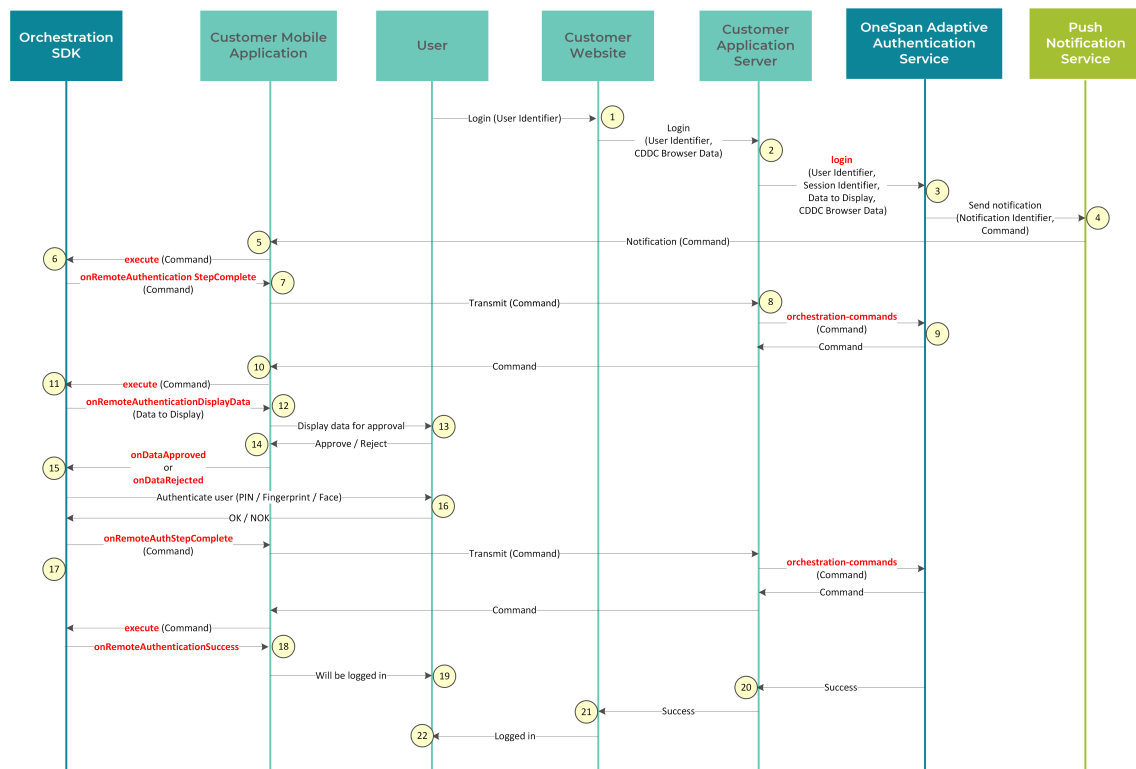 Orchestration
SDK
Customer Mobile
Application
User
Customer
Website
Customer
Application
Server
OneSpan Adaptive
Authentication
Service
Push
Notification
Service
Login (User Identifier)
1
Login
(User Identifier,
CDDC Browser Data)
2
login
(User Identifier,
Session Identifier,
Data to Display,
CDDC Browser Data)
3
Send notification
(Notification Identifier,
Command)
4
Notification (Command)
5
6
execute (Command)
onRemoteAuthentication StepComplete
(Command)
7
Transmit (Command)
8
orchestration-commands
(Command)
9
Command
Command
10
11
execute (Command)
onRemoteAuthenticationDisplayData
(Data to Display)
12
Display data for approval
13
Approve / Reject
14
15
onDataApproved
or
onDataRejected
Authenticate user (PIN / Fingerprint / Face)
16
OK / NOK
onRemoteAuthStepComplete
(Command)
17
Transmit (Command)
orchestration-commands
(Command)
Command
Command
execute (Command)
onRemoteAuthenticationSuccess
18
Will be logged in
19
Success
20
Success
21
Logged in
22